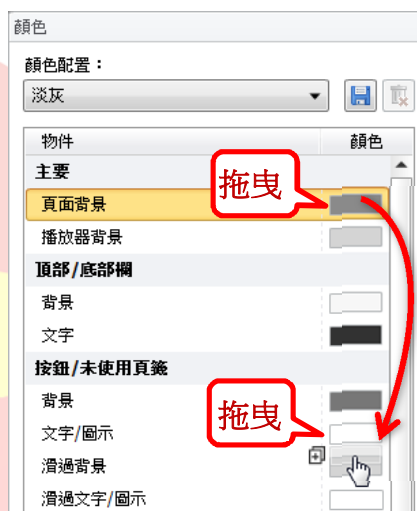 顏色
顏色配置：
淡灰
物件 顏色
主要
拖曳
頁面背景
播放器背景
頂部/底部欄
背景
文字
按鈕/未使用頁籤
背景
拖曳
文字/圖示
滑過背景
滑過文字/圖示